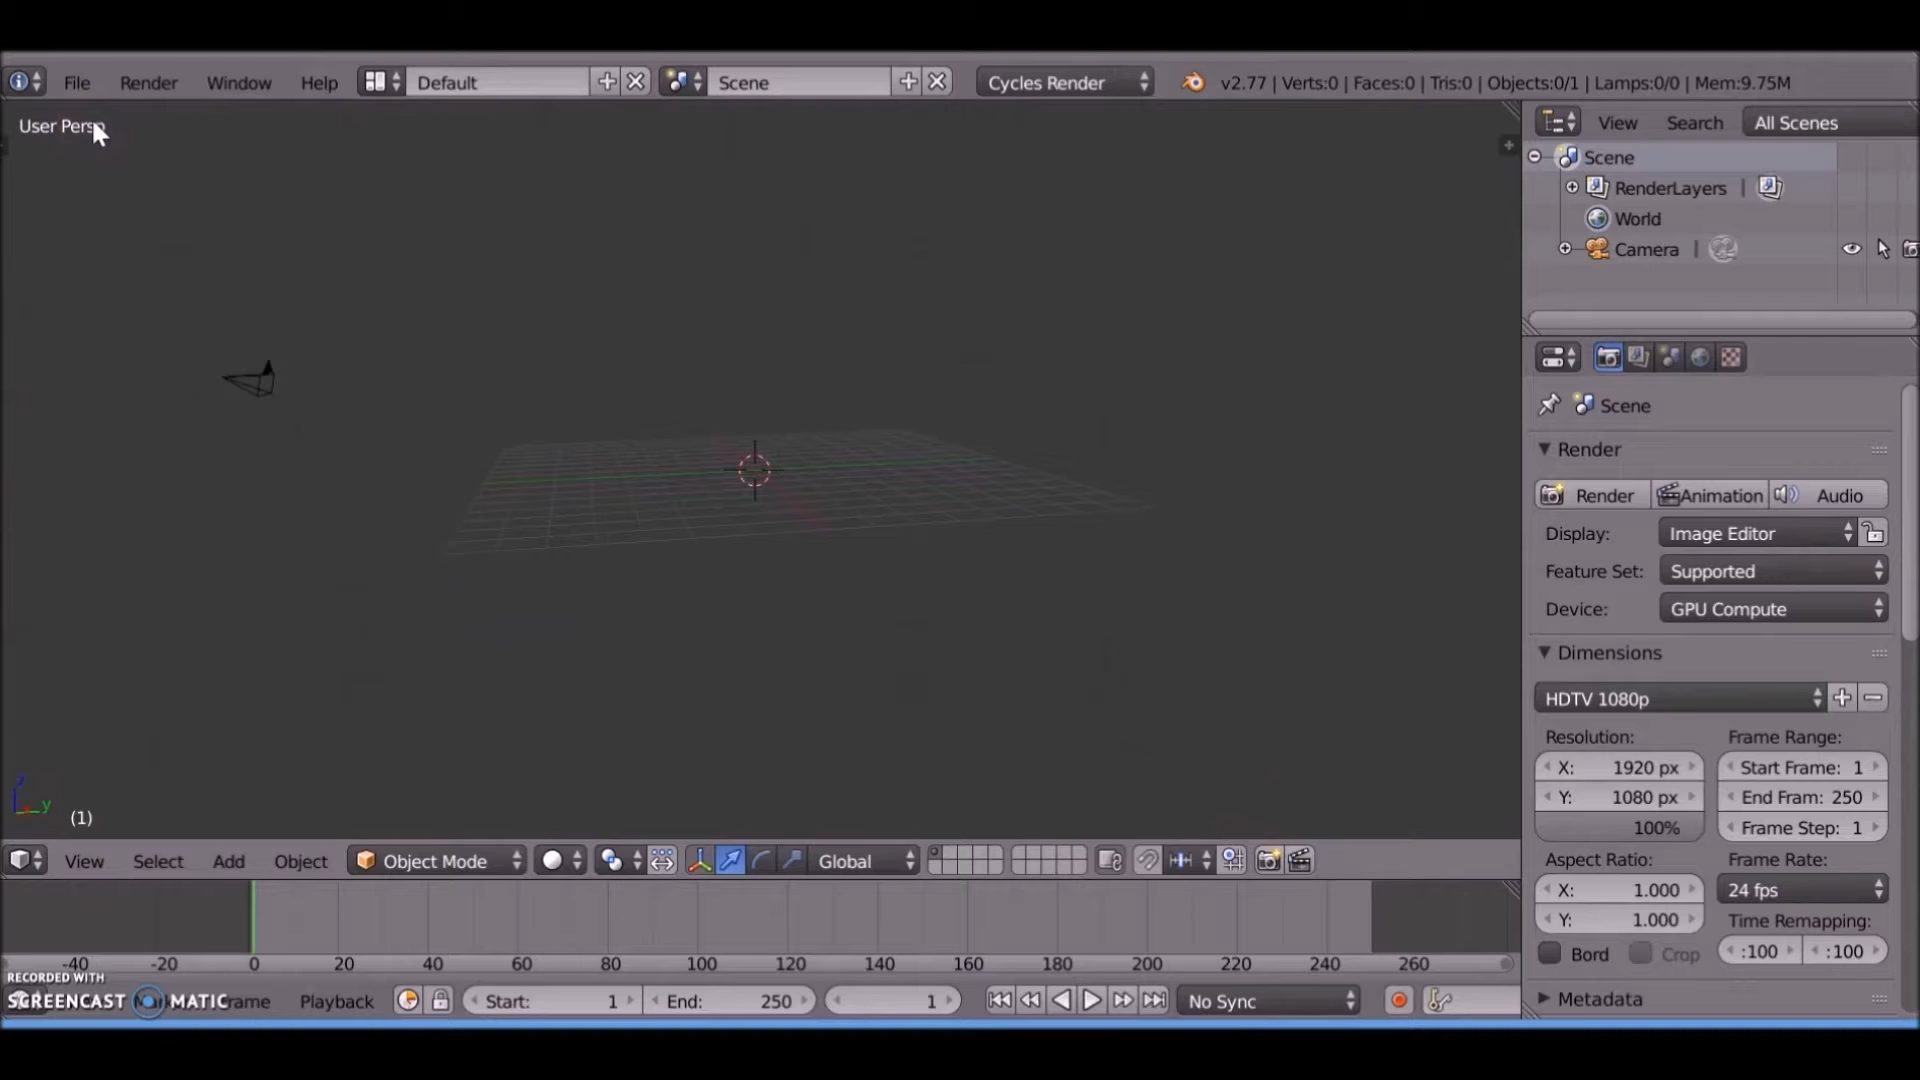 File Render Window Help Default Scene Cycles Render v2.77 | Verts:0 | Faces:0 | Tris:0 | Objects:0/1 | Lamps:0/0 | Mem:9.75M
User Persp
View Search All Scenes
Scene
RenderLayers
World
Camera
Scene
Render
Render Animation Audio
Display: Image Editor
Feature Set: Supported
Device: GPU Compute
Dimensions
HDTV 1080p
Resolution: Frame Range:
X: 1920 px Start Frame: 1
Y: 1080 px End Fram: 250
100% Frame Step: 1
Aspect Ratio: Frame Rate:
X: 1.000 24 fps
Y: 1.000 Time Remapping:
Bord Crop :100 :100
Metadata
z
y
(1)
View Select Add Object Object Mode Global
-40 -20 0 20 40 60 80 100 120 140 160 180 200 220 240 260
RECORDED WITH
SCREENCAST MATIC
Frame Playback Start: 1 End: 250 1 No Sync